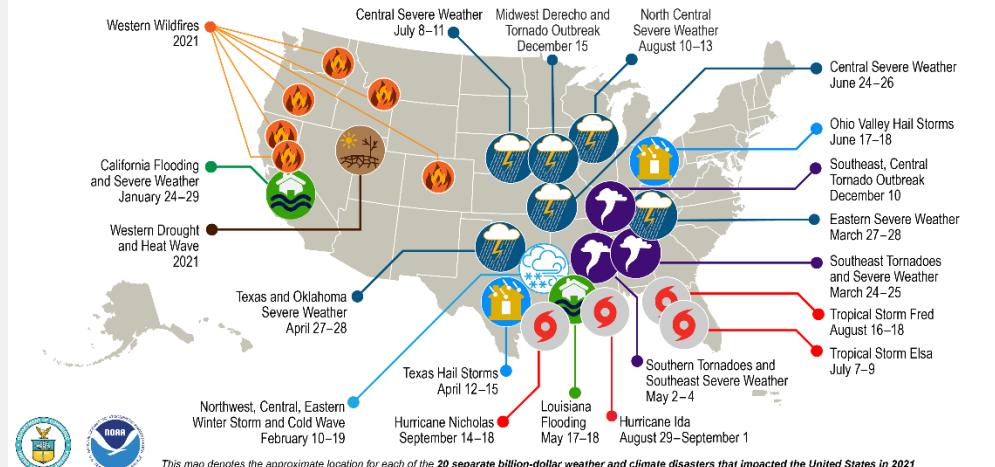 Western Wildfires
2021
Central Severe Weather
July 8–11
Midwest Derecho and
Tornado Outbreak
December 15
North Central
Severe Weather
August 10–13
Central Severe Weather
June 24–26
Ohio Valley Hail Storms
June 17–18
California Flooding
and Severe Weather
January 24–29
Southeast, Central
Tornado Outbreak
December 10
Western Drought
and Heat Wave
2021
Eastern Severe Weather
March 27–28
Southeast Tornadoes
and Severe Weather
March 24–25
Texas and Oklahoma
Severe Weather
April 27–28
Tropical Storm Fred
August 16–18
Tropical Storm Elsa
July 7–9
Texas Hail Storms
April 12–15
Southern Tornadoes and
Southeast Severe Weather
May 2–4
Northwest, Central, Eastern
Winter Storm and Cold Wave
February 10–19
Hurricane Nicholas
September 14–18
Louisiana
Flooding
May 17–18
Hurricane Ida
August 29–September 1
NOAA
This map denotes the approximate location for each of the 20 separate billion-dollar weather and climate disasters that impacted the United States in 2021